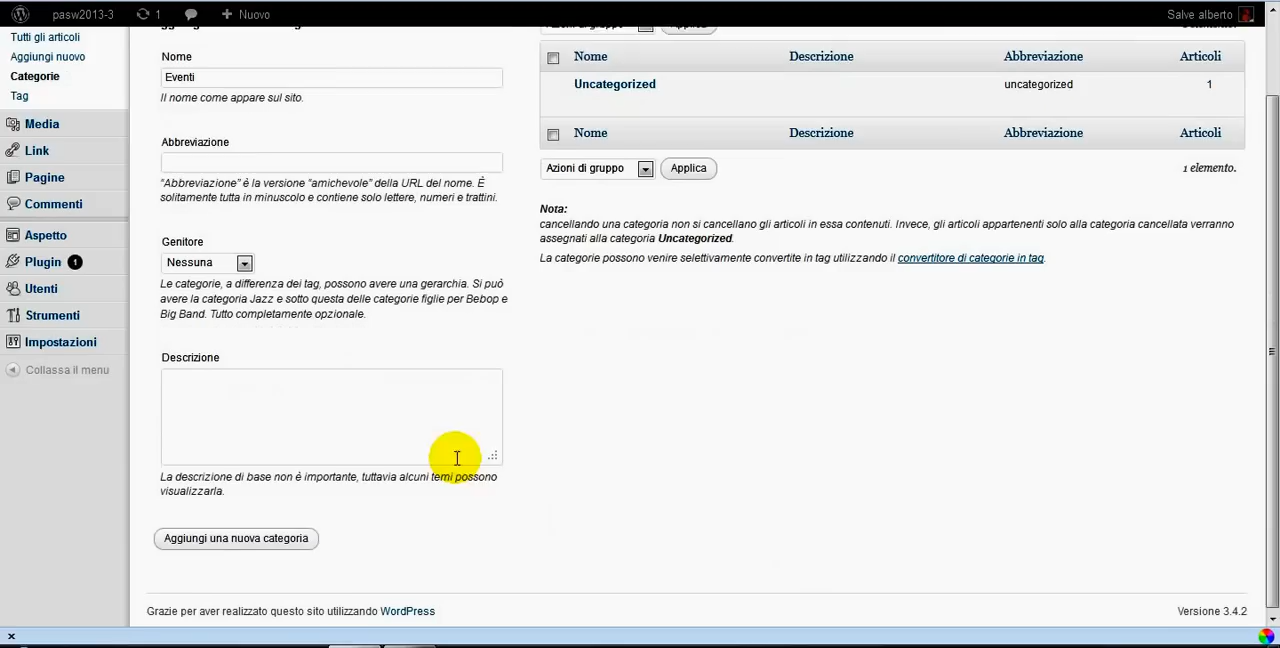 pasw2013-3
1
Nuovo
Salve alberto
Tutti gli articoli
Aggiungi nuovo
Categorie
Tag
Media
Link
Pagine
Commenti
Aspetto
Plugin 1
Utenti
Strumenti
Impostazioni
Collassa il menu
Nome
Eventi
Il nome come appare sul sito.
Abbreviazione
"Abbreviazione" è la versione "amichevole" della URL del nome. È
solitamente tutta in minuscolo e contiene solo lettere, numeri e trattini.
Genitore
Nessuna
Le categorie, a differenza dei tag, possono avere una gerarchia. Si può
avere la categoria Jazz e sotto questa delle categorie figlie per Bebop e
Big Band. Tutto completamente opzionale.
Descrizione
La descrizione di base non è importante, tuttavia alcuni temi possono
visualizzarla.
Aggiungi una nuova categoria
Nome Descrizione Abbreviazione Articoli
Uncategorized uncategorized 1
Nome Descrizione Abbreviazione Articoli
Azioni di gruppo Applica 1 elemento.
Nota:
cancellando una categoria non si cancellano gli articoli in essa contenuti. Invece, gli articoli appartenenti solo alla categoria cancellata verranno
assegnati alla categoria Uncategorized.
La categorie possono venire selettivamente convertite in tag utilizzando il convertitore di categorie in tag.
Grazie per aver realizzato questo sito utilizzando WordPress
Versione 3.4.2